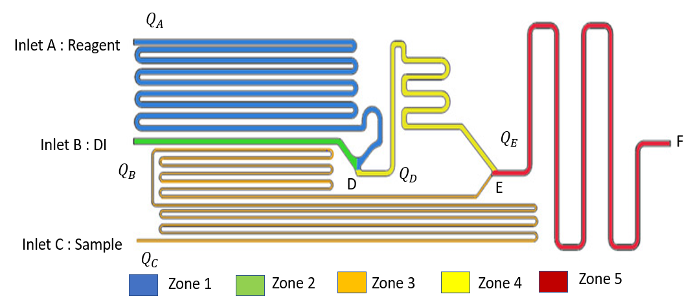 Q_A
Inlet A : Reagent
F
Q_E
Inlet B : DI
Q_B
D
Q_D
E
Inlet C : Sample
Q_C
Zone 1
Zone 2
Zone 3
Zone 4
Zone 5